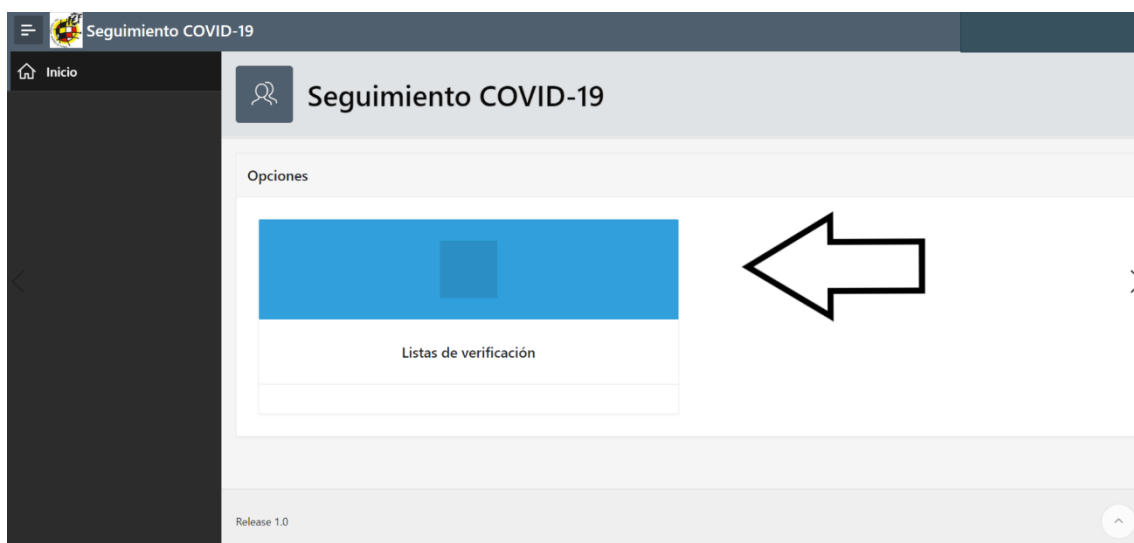 Seguimiento COVID-19
Inicio
Seguimiento COVID-19
Opciones
Listas de verificación
Release 1.0